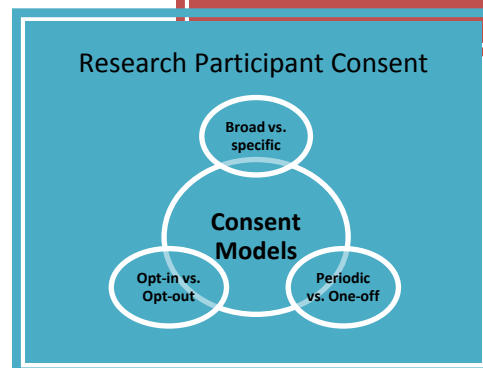 Research Participant Consent
Broad vs.
specific
Consent
Models
Opt-in vs.
Opt-out
Periodic
vs. One-off